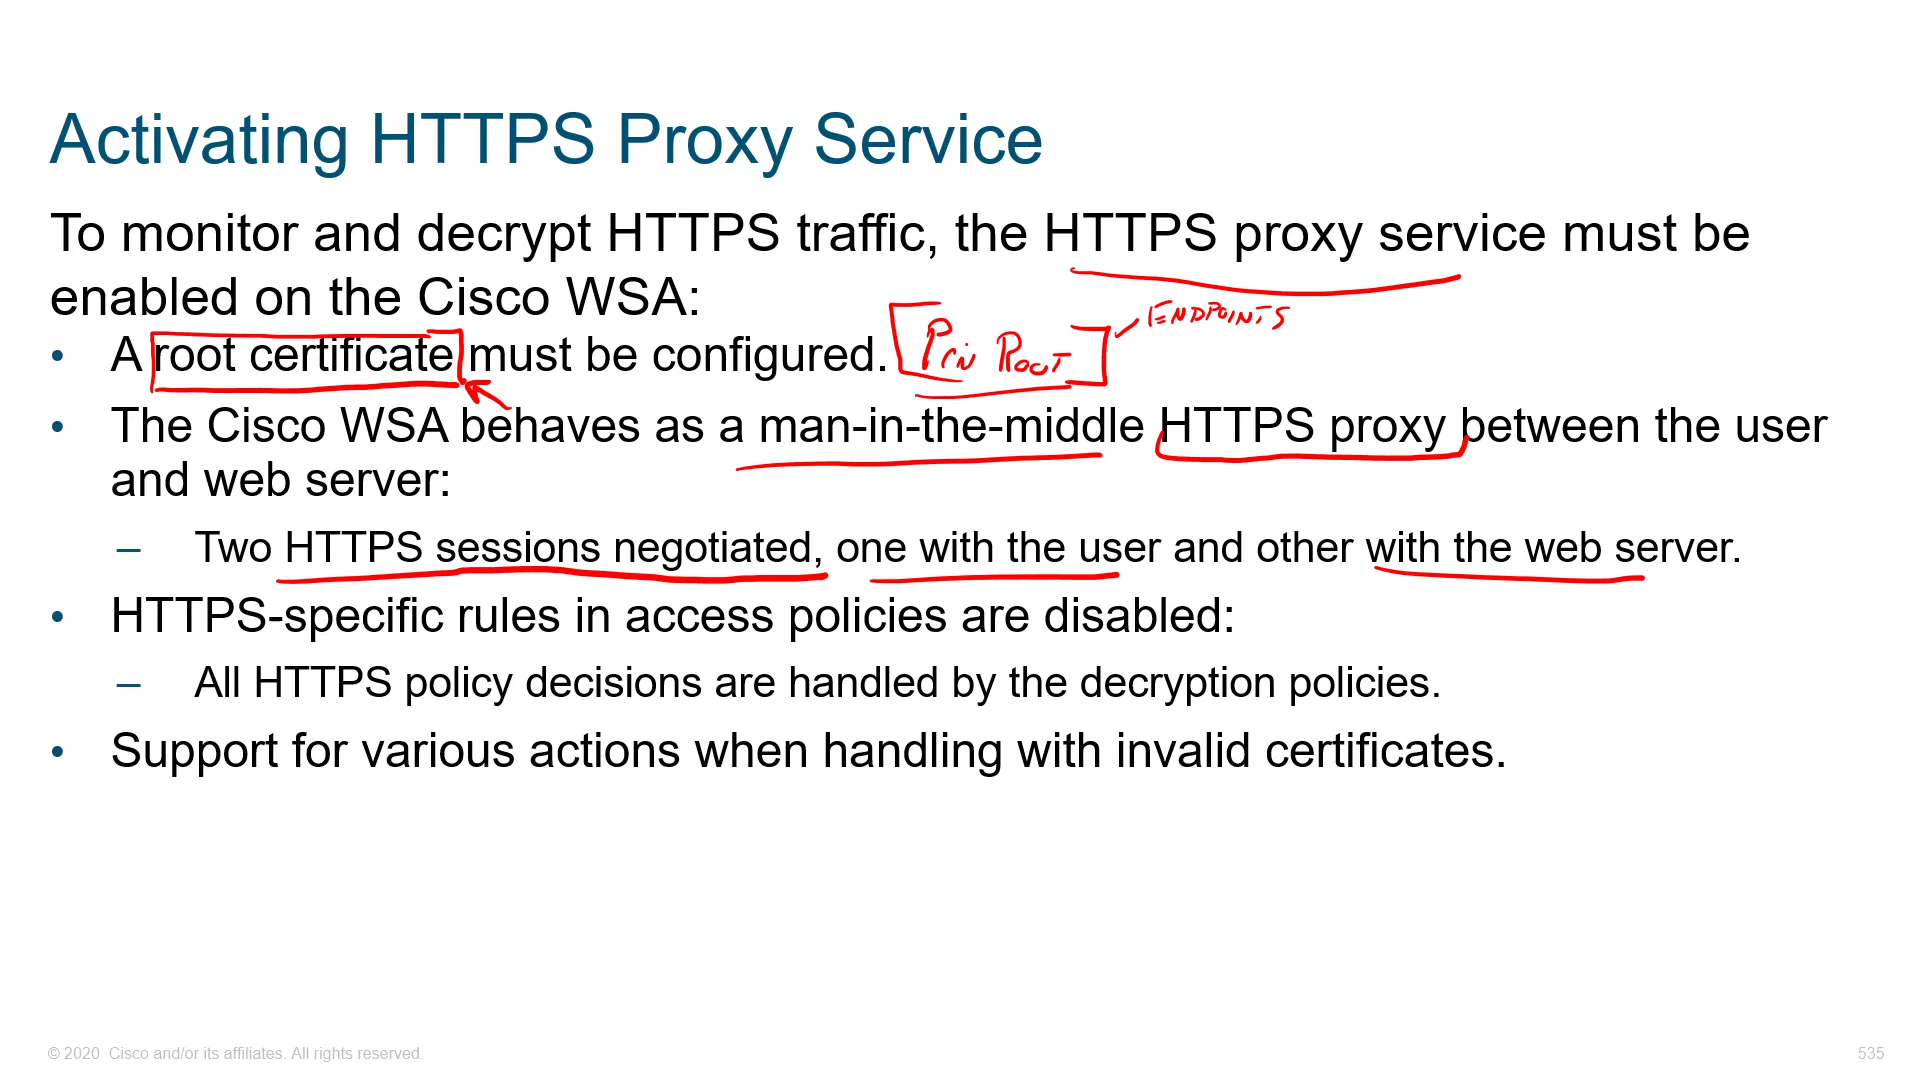 Activating HTTPS Proxy Service
To monitor and decrypt HTTPS traffic, the HTTPS proxy service must be
enabled on the Cisco WSA:
ENDPOINTS
• A root certificate must be configured. Pin Root
• The Cisco WSA behaves as a man-in-the-middle HTTPS proxy between the user
and web server:
– Two HTTPS sessions negotiated, one with the user and other with the web server.
• HTTPS-specific rules in access policies are disabled:
– All HTTPS policy decisions are handled by the decryption policies.
• Support for various actions when handling with invalid certificates.
© 2020 Cisco and/or its affiliates. All rights reserved.
535